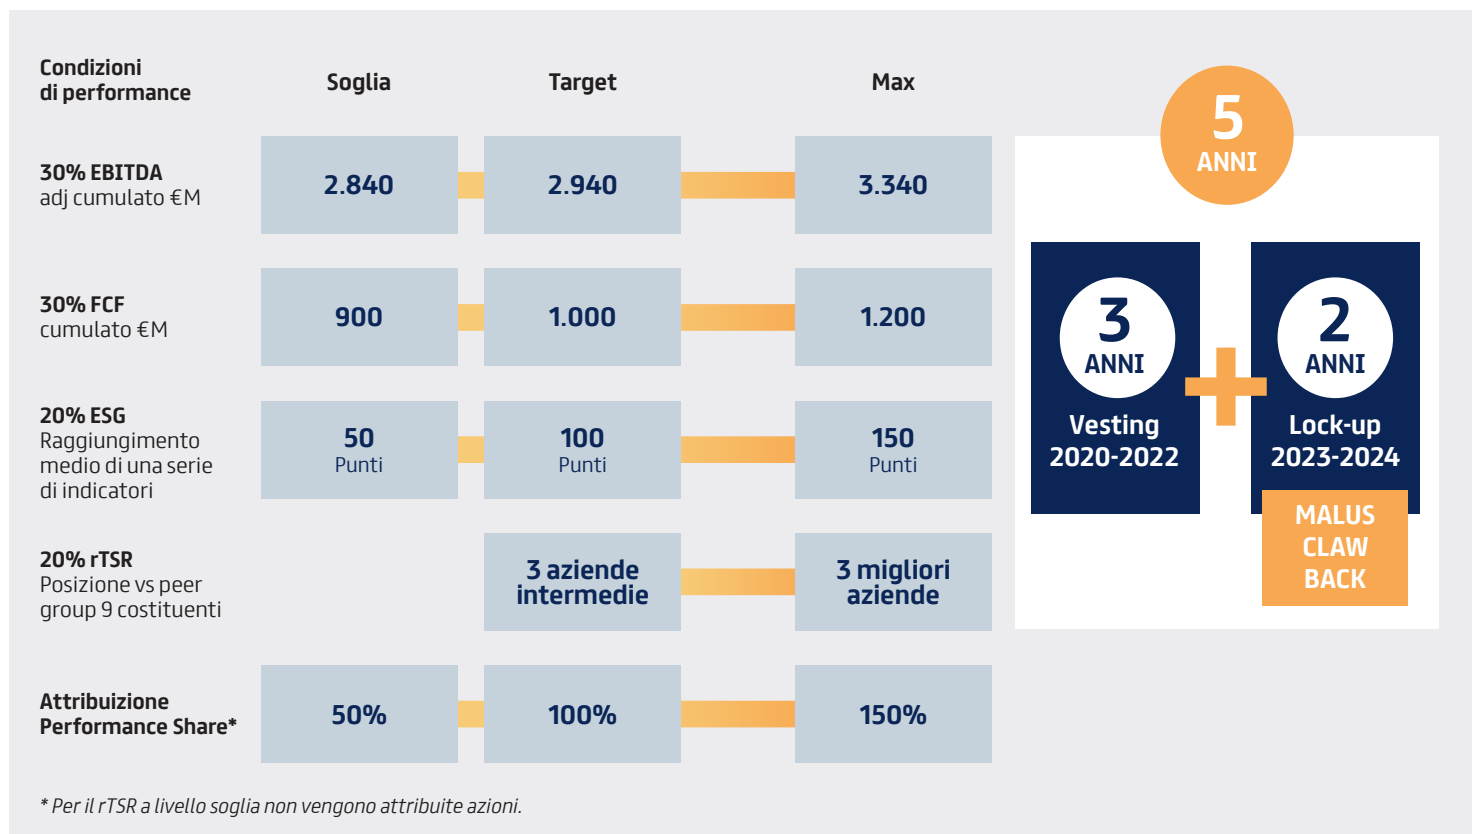 Condizioni
di performance
Soglia
Target
Max
30% EBITDA
adj cumulato €M
2.840
2.940
3.340
30% FCF
cumulato €M
900
1.000
1.200
20% ESG
Raggiungimento
medio di una serie
di indicatori
50
Punti
100
Punti
150
Punti
20% rTSR
Posizione vs peer
group 9 costituenti
3 aziende
intermedie
3 migliori
aziende
Attribuizione
Performance Share*
50%
100%
150%
* Per il rTSR a livello soglia non vengono attribuite azioni.
5
ANNI
3
ANNI
Vesting
2020-2022
+
2
ANNI
Lock-up
2023-2024
MALUS
CLAW
BACK